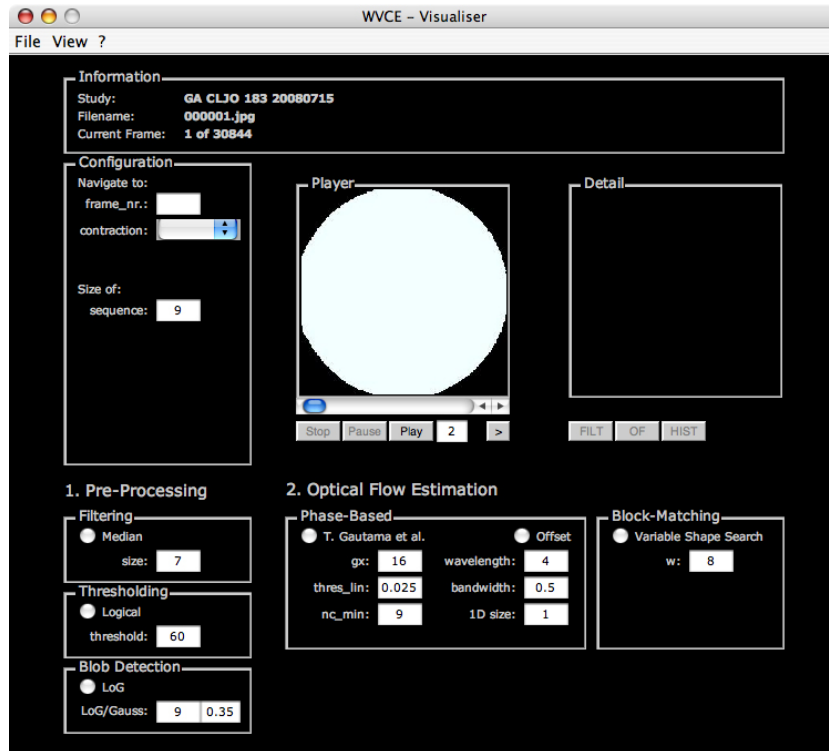 WVCE – Visualiser
File View ?
Information
Study: GA CLJO 183 20080715
Filename: 000001.jpg
Current Frame: 1 of 30844
Configuration
Navigate to:
frame_nr.:
contraction:
Size of:
sequence: 9
Player
Stop Pause Play 2 >
Detail
FILT OF HIST
1. Pre-Processing
Filtering
Median
size: 7
Thresholding
Logical
threshold: 60
Blob Detection
LoG
LoG/Gauss: 9 0.35
2. Optical Flow Estimation
Phase-Based
T. Gautama et al. Offset
gx: 16 wavelength: 4
thres_lin: 0.025 bandwidth: 0.5
nc_min: 9 1D size: 1
Block-Matching
Variable Shape Search
w: 8